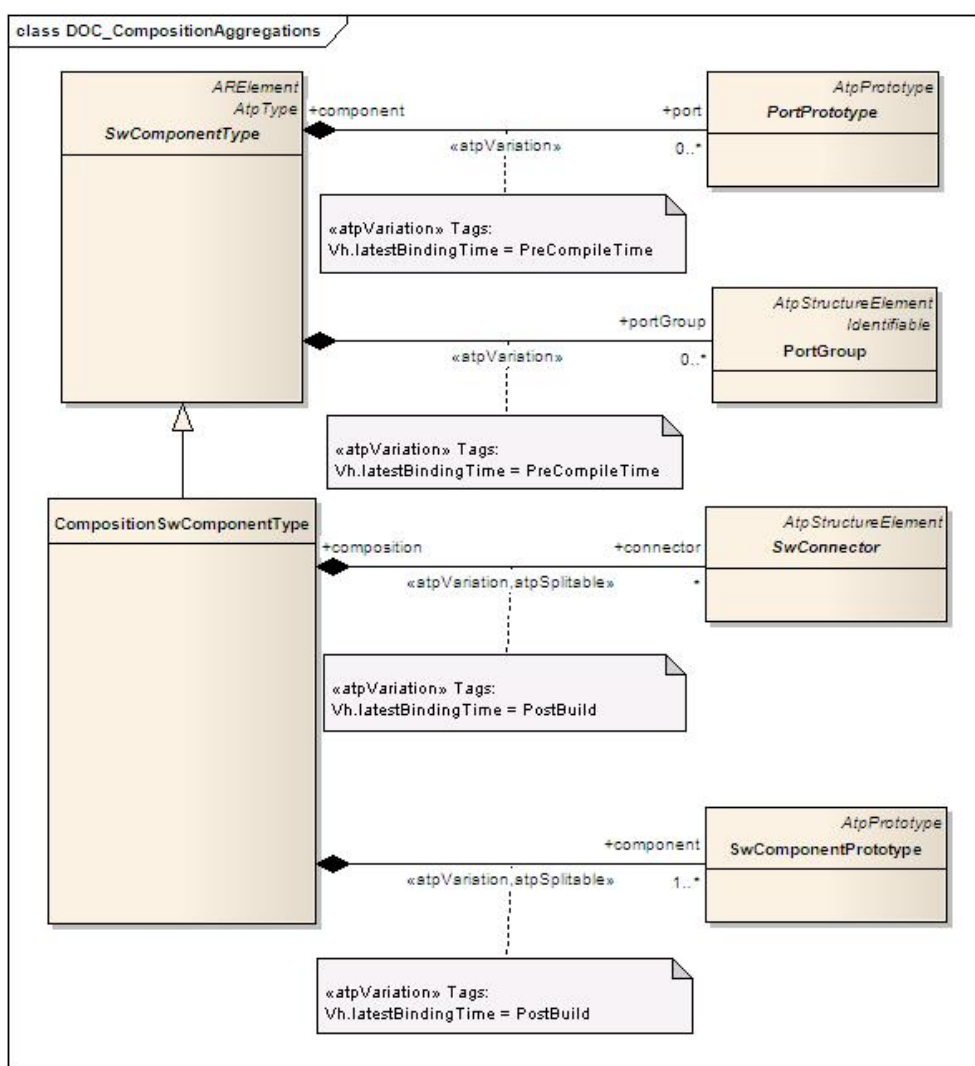 class DOC_CompositionAggregations
ARElement
AtpType
SwComponentType
+component
+port
«atpVariation»
0..*
AtpPrototype
PortPrototype
«atpVariation» Tags:
Vh.latestBindingTime = PreCompileTime
+portGroup
«atpVariation»
0..*
AtpStructureElement
Identifiable
PortGroup
«atpVariation» Tags:
Vh.latestBindingTime = PreCompileTime
CompositionSwComponentType
+composition
+connector
«atpVariation,atpSplitable»
*
AtpStructureElement
SwConnector
«atpVariation» Tags:
Vh.latestBindingTime = PostBuild
+component
«atpVariation,atpSplitable»
1..*
AtpPrototype
SwComponentPrototype
«atpVariation» Tags:
Vh.latestBindingTime = PostBuild